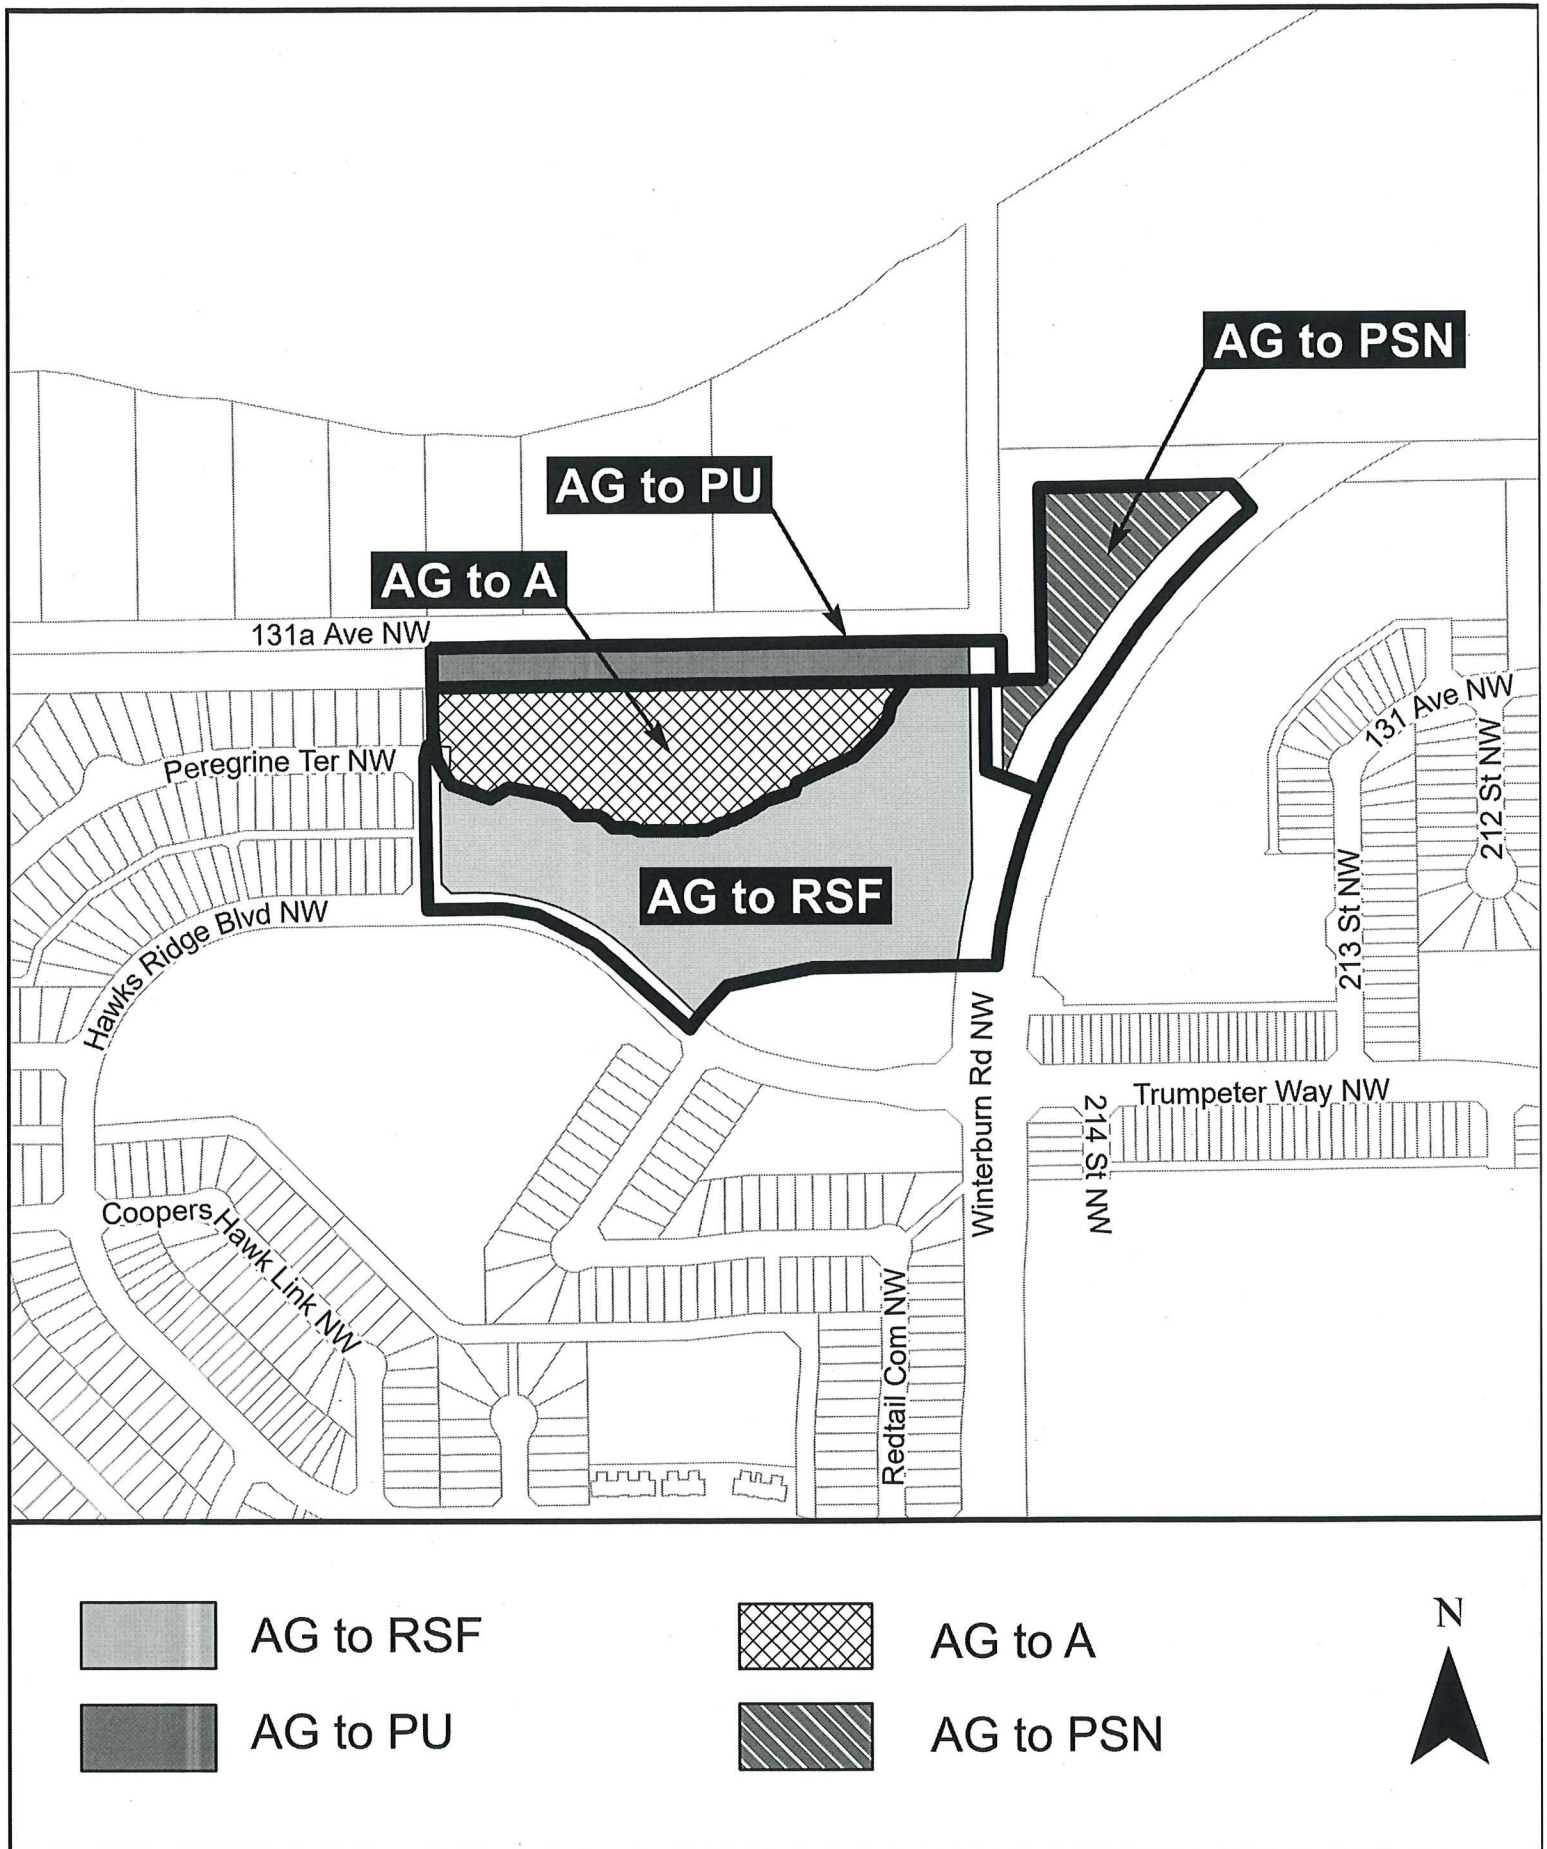 AG to PSN
AG to PU
AG to A
131a Ave NW
131 Ave NW
212 St NW
Peregrine Ter NW
213 St NW
AG to RSF
Hawks Ridge Blvd NW
Winterburn Rd NW
Trumpeter Way NW
214 St NW
Coopers Hawk Link NW
Redtail Com NW
AG to RSF
AG to A
N
AG to PU
AG to PSN